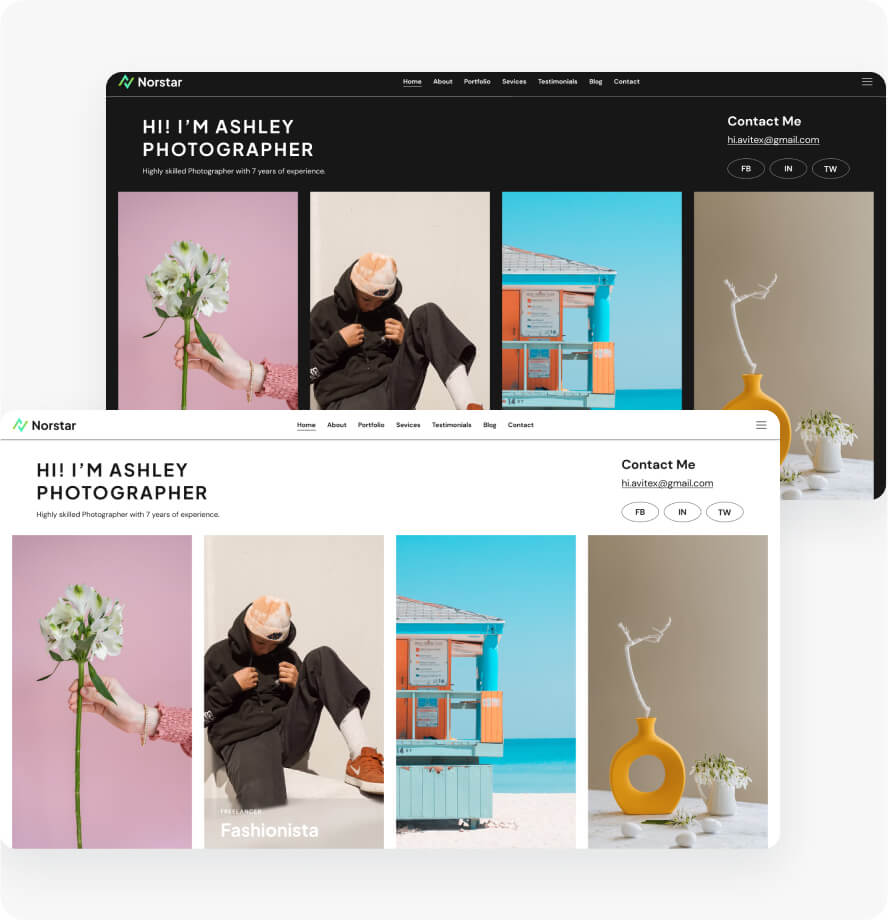 Norstar
Home About Portfolio Sevices Testimonials Blog Contact
HI! I'M ASHLEY
PHOTOGRAPHER
Highly skilled Photographer with 7 years of experience.
Contact Me
hi.avitex@gmail.com
FB IN TW
Norstar
Home About Portfolio Sevices Testimonials Blog Contact
HI! I'M ASHLEY
PHOTOGRAPHER
Highly skilled Photographer with 7 years of experience.
Contact Me
hi.avitex@gmail.com
FB IN TW
FREELANCER
Fashionista